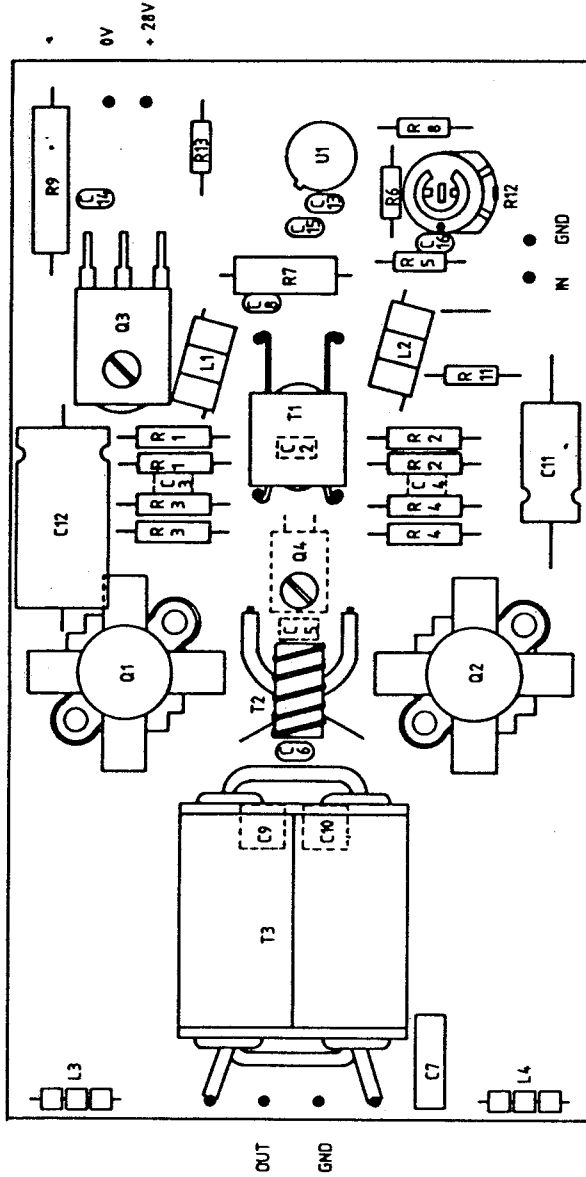 0V
+ 28V
R9
C14
R13
Q3
U1
C13
C15
R8
R6
R12
C16
R5
R7
C8
GND
IN
L1
L2
R11
T1
C2
R1
R1
C3
R3
R3
R2
R2
C4
R4
R4
C12
C11
Q4
C5
Q1
T2
Q2
C6
C9
C10
T3
L3
C7
L4
OUT
GND